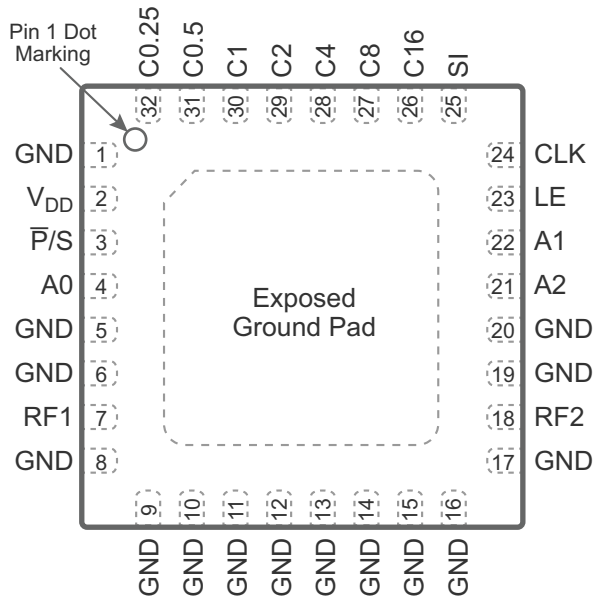 Pin 1 Dot
Marking
C0.25
C0.5
C1
C2
C4
C8
C16
SI
32
31
30
29
28
27
26
25
GND 1
V_DD 2
P̅/S 3
A0 4
GND 5
GND 6
RF1 7
GND 8
Exposed
Ground Pad
24 CLK
23 LE
22 A1
21 A2
20 GND
19 GND
18 RF2
17 GND
9
10
11
12
13
14
15
16
GND
GND
GND
GND
GND
GND
GND
GND